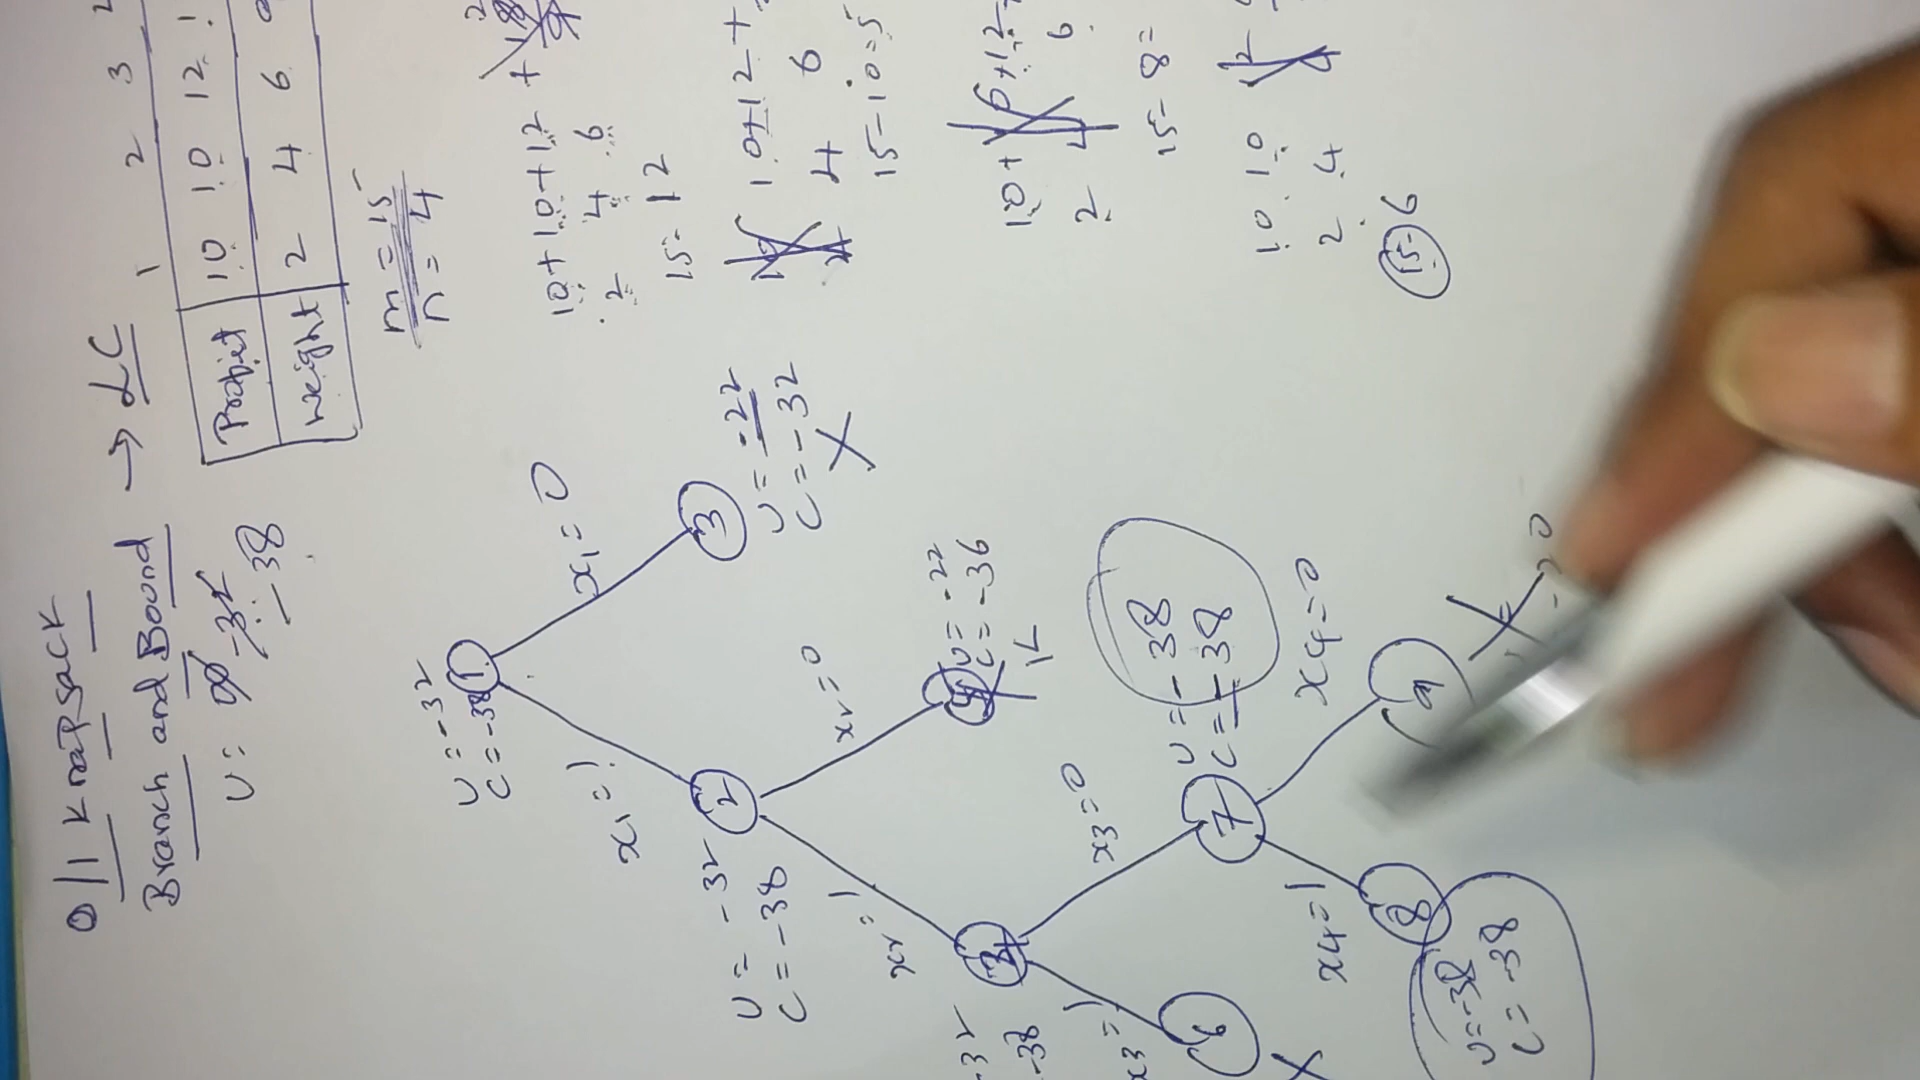 0/1 Knapsack
Branch and Bound → LC
U: ∞ -32
-38
1 2 3
Profit 10 10 12
Weight 2 4 6
m = 15
n = 4
10+10+12+
2 4 6
15-12
10+12+
4 6
15-10=5
10+ 12
2 6
15-8=
10 10
2 4
15-6
1
U=-32
C=-38
x1=1
x1=0
2
U=-32
C=-38
3
U=-22
C=-32
X
x2=1
x2=0
-32
-38
U=-22
C=-36
x3=1
x3=0
6
X
7
U=-38
C=-38
x4=1
x4=0
8
U=-38
C=-38
9
X